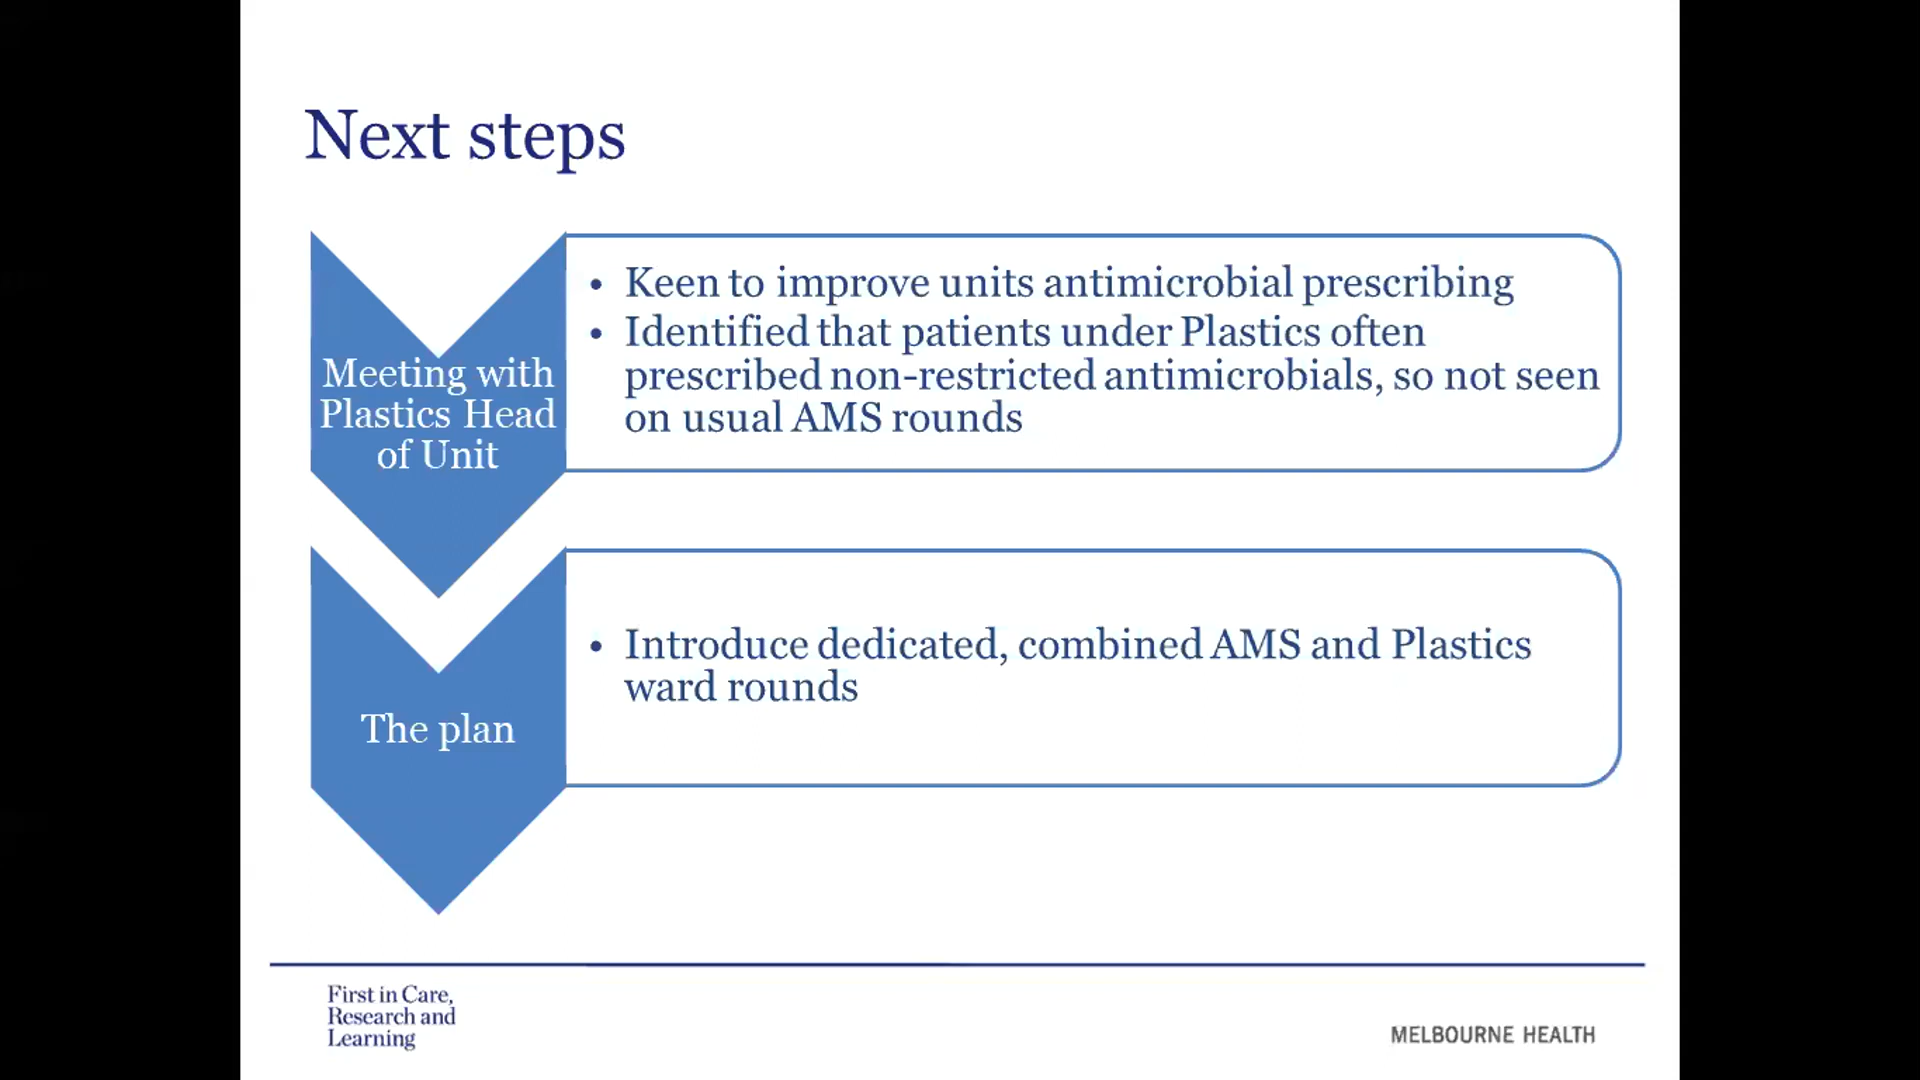 Next steps
Meeting with
Plastics Head
of Unit
• Keen to improve units antimicrobial prescribing
• Identified that patients under Plastics often
prescribed non-restricted antimicrobials, so not seen
on usual AMS rounds
The plan
• Introduce dedicated, combined AMS and Plastics
ward rounds
First in Care,
Research and
Learning
MELBOURNE HEALTH